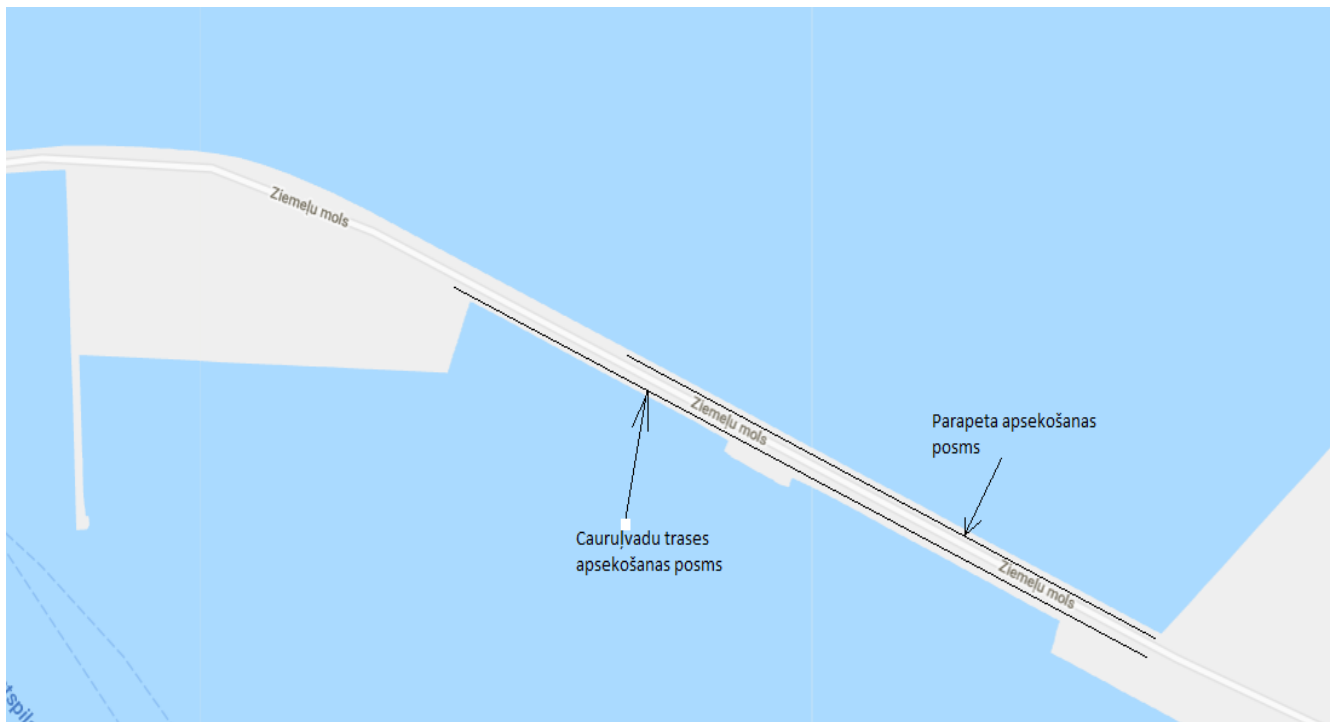 Ziemeļu mols
Ziemeļu mols
Parapeta apsekošanas
posms
Cauruļvadu trases
apsekošanas posms
Ziemeļu mols